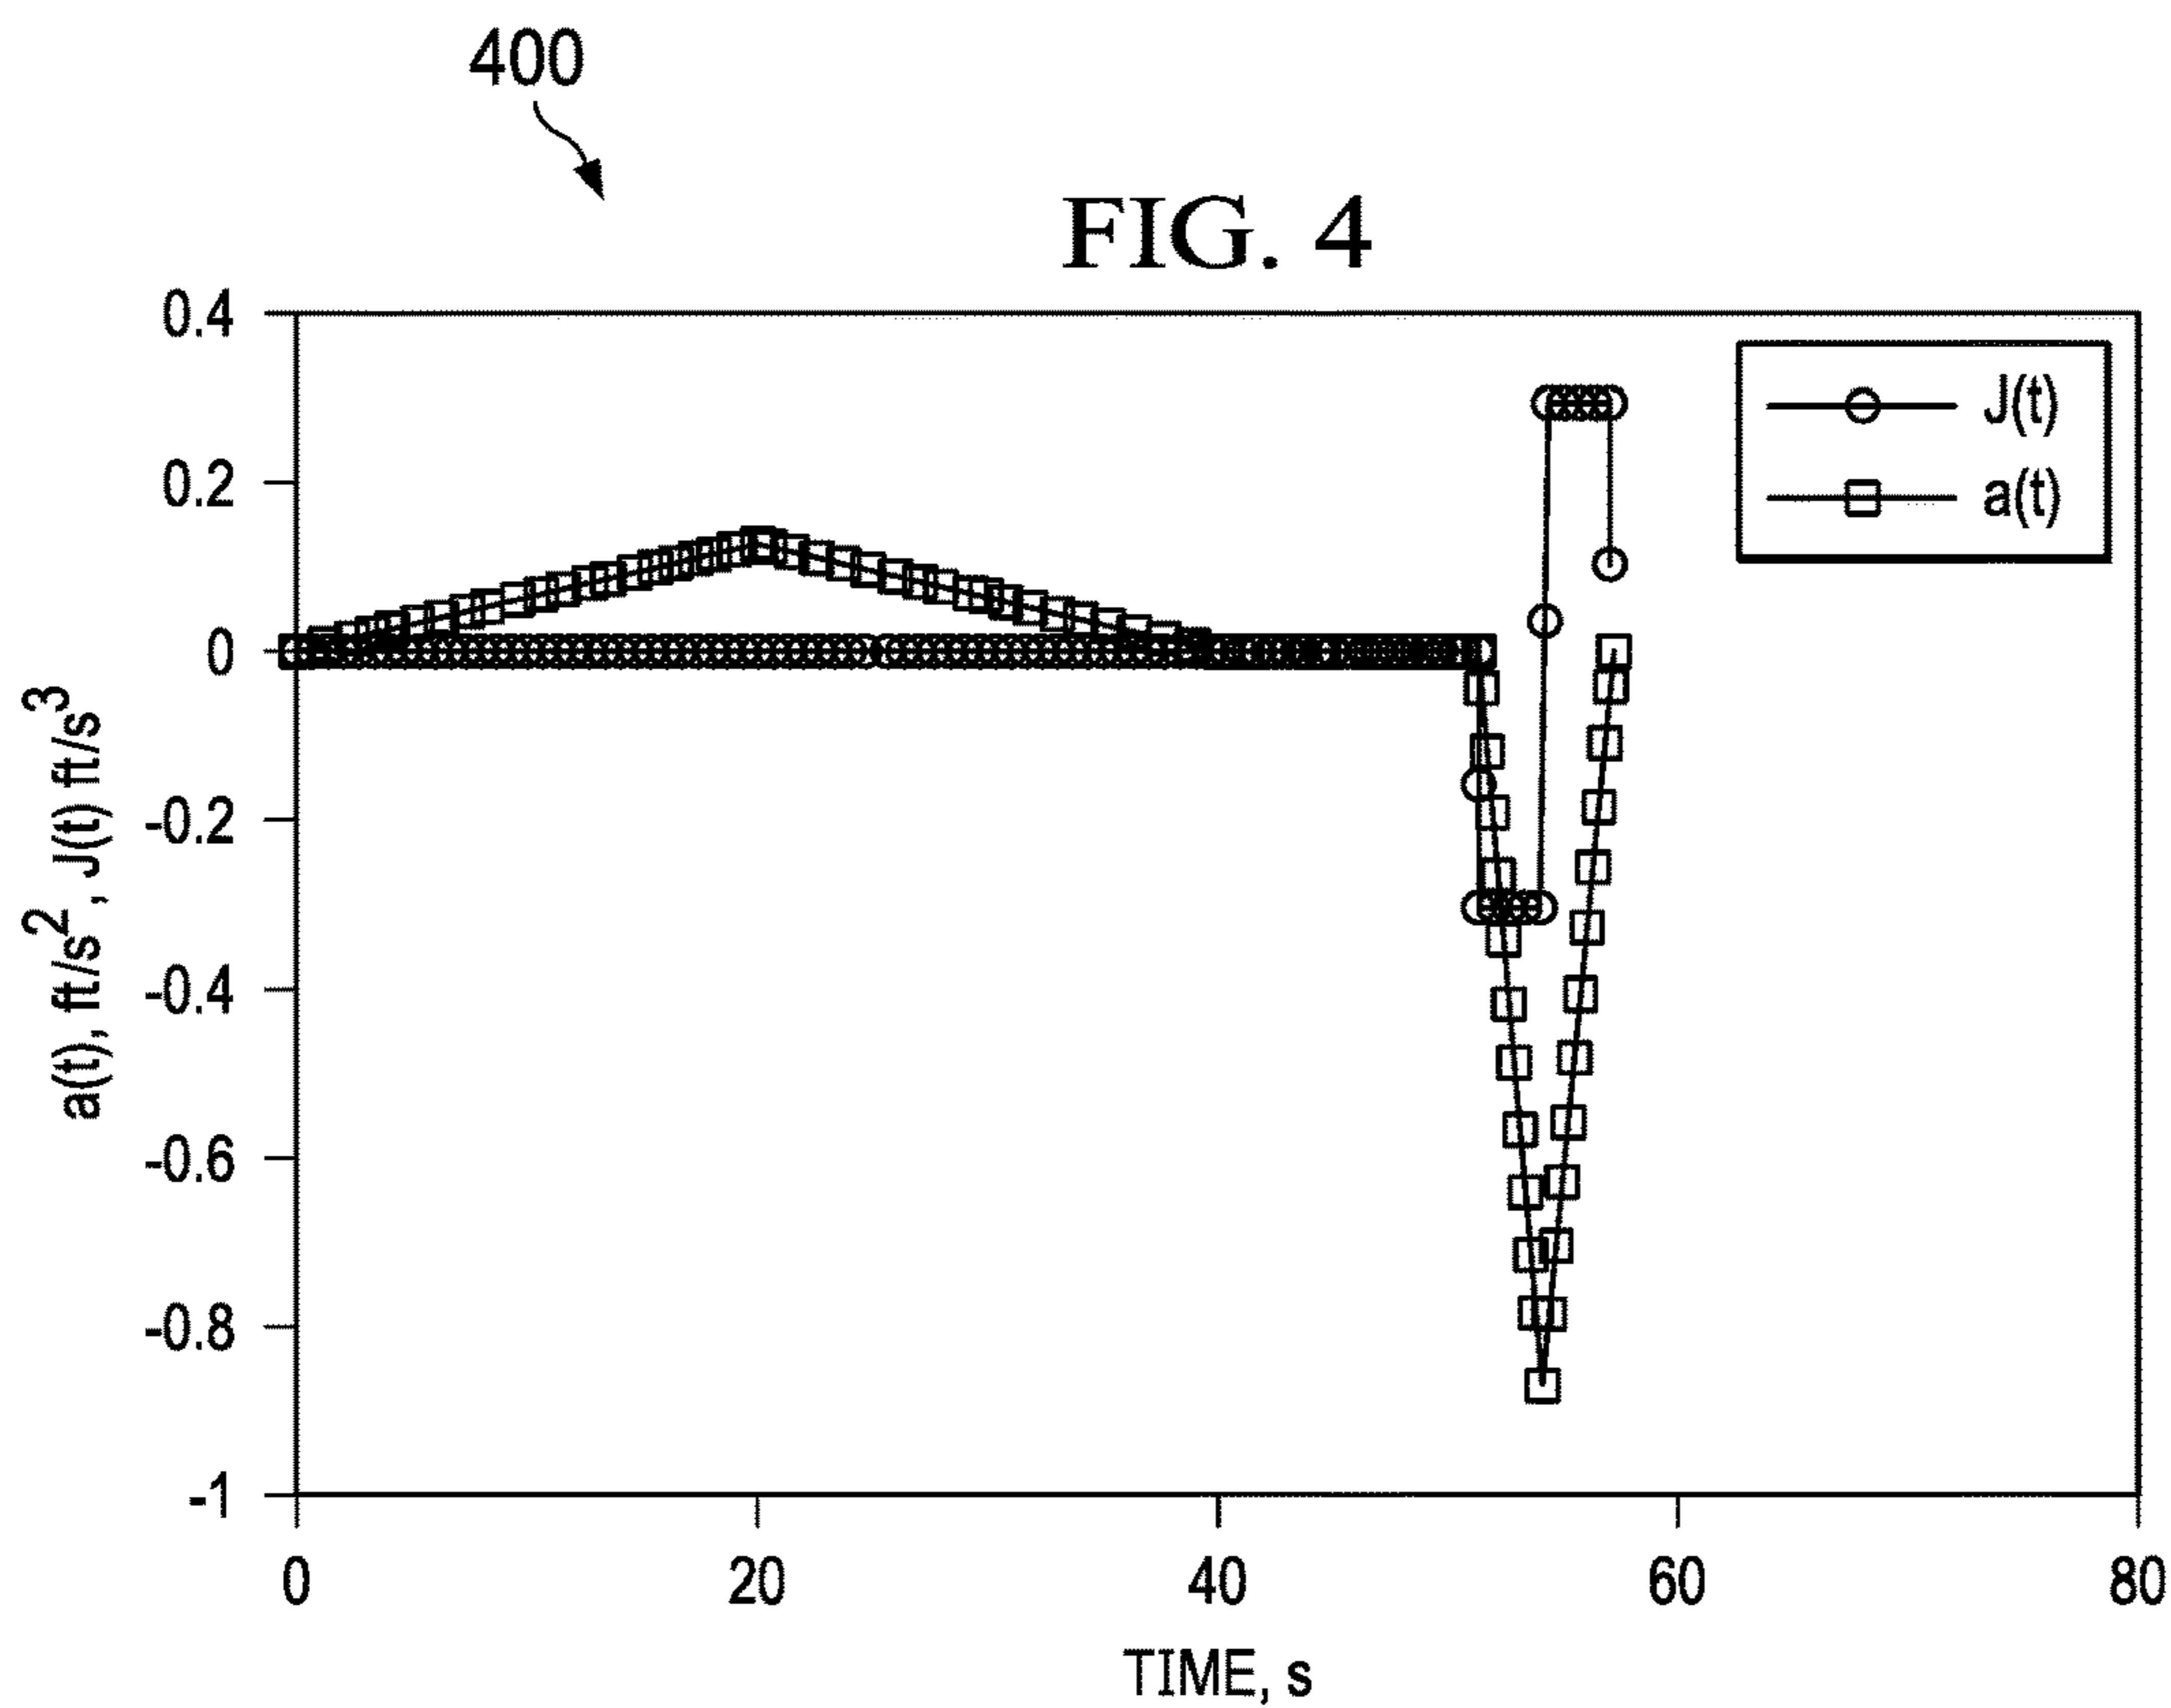 400
FIG. 4
0.4
0.2
0
-0.2
-0.4
-0.6
-0.8
-1
a(t), ft/s², J(t) ft/s³
J(t)
a(t)
0 20 40 60 80
TIME, s